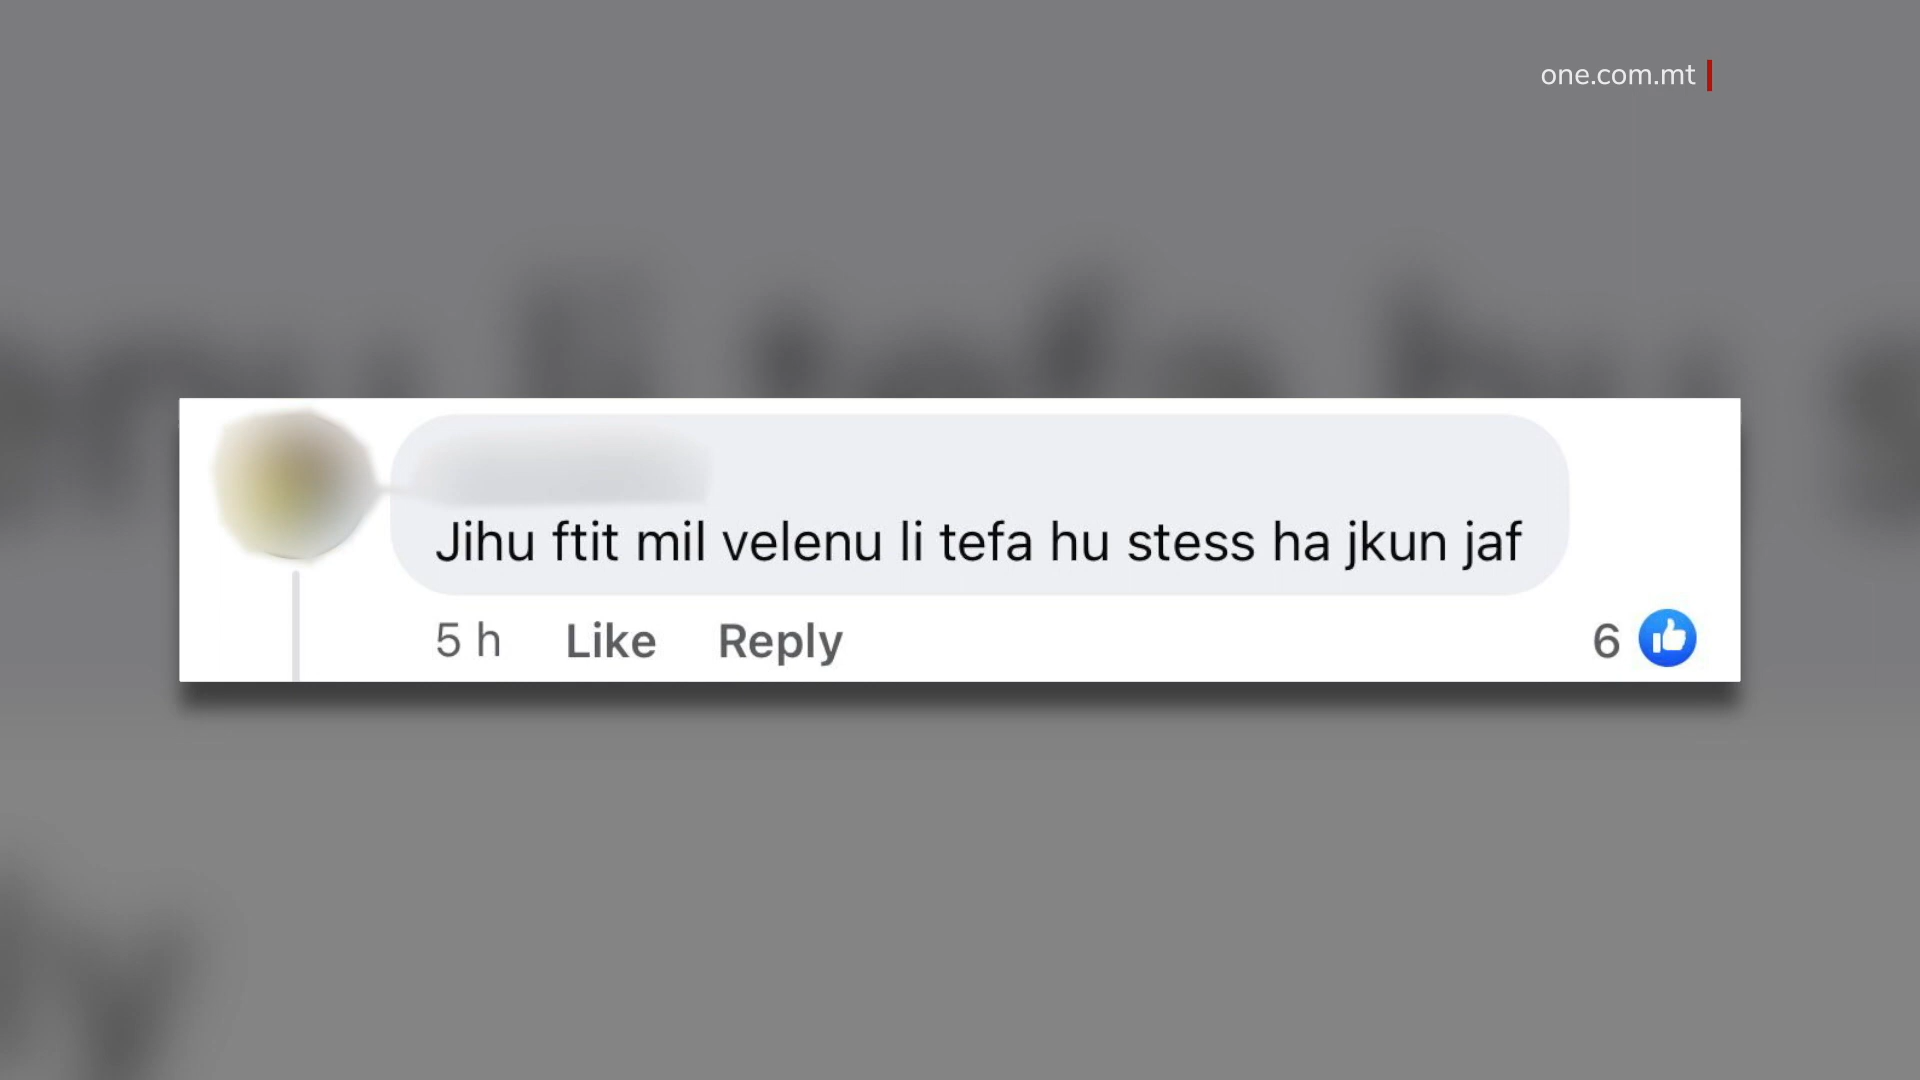 one.com.mt
Jihu ftit mil velenu li tefa hu stess ha jkun jaf
5 h Like Reply 6